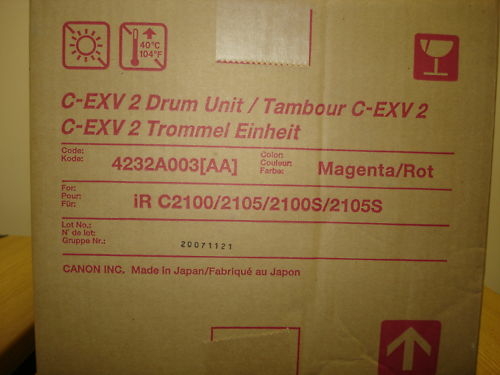 40°C
104°F
C-EXV 2 Drum Unit / Tambour C-EXV 2
C-EXV 2 Trommel Einheit
Code:
Kode:
4232A003[AA]
Color:
Couleur:
Farbe:
Magenta/Rot
For:
Pour:
Für:
iR C2100/2105/2100S/2105S
Lot No.:
N° de lot:
Gruppe Nr.:
20071121
CANON INC. Made in Japan/Fabriqué au Japon